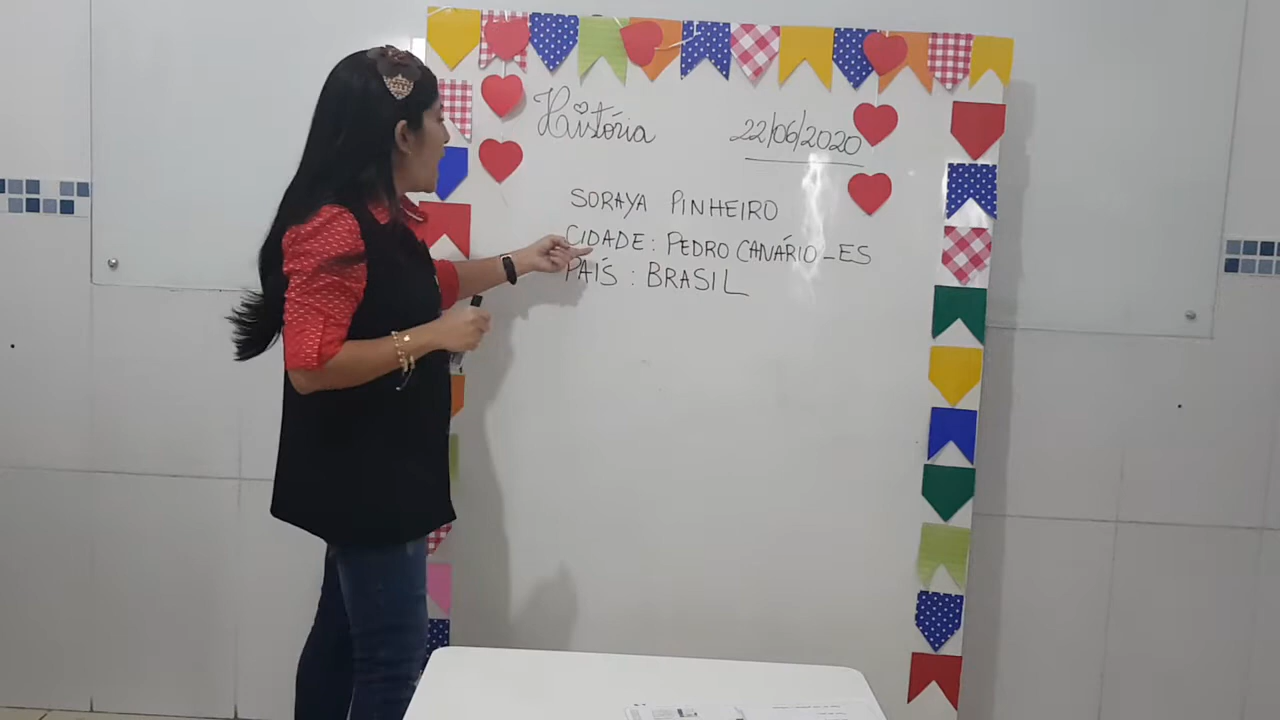 História 22/06/2020
SORAYA PINHEIRO
CIDADE: PEDRO CANÁRIO-ES
PAÍS: BRASIL